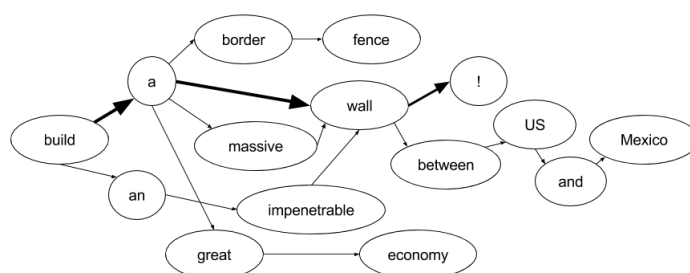 border fence
a
wall !
build massive US
between Mexico
an and
impenetrable
great economy